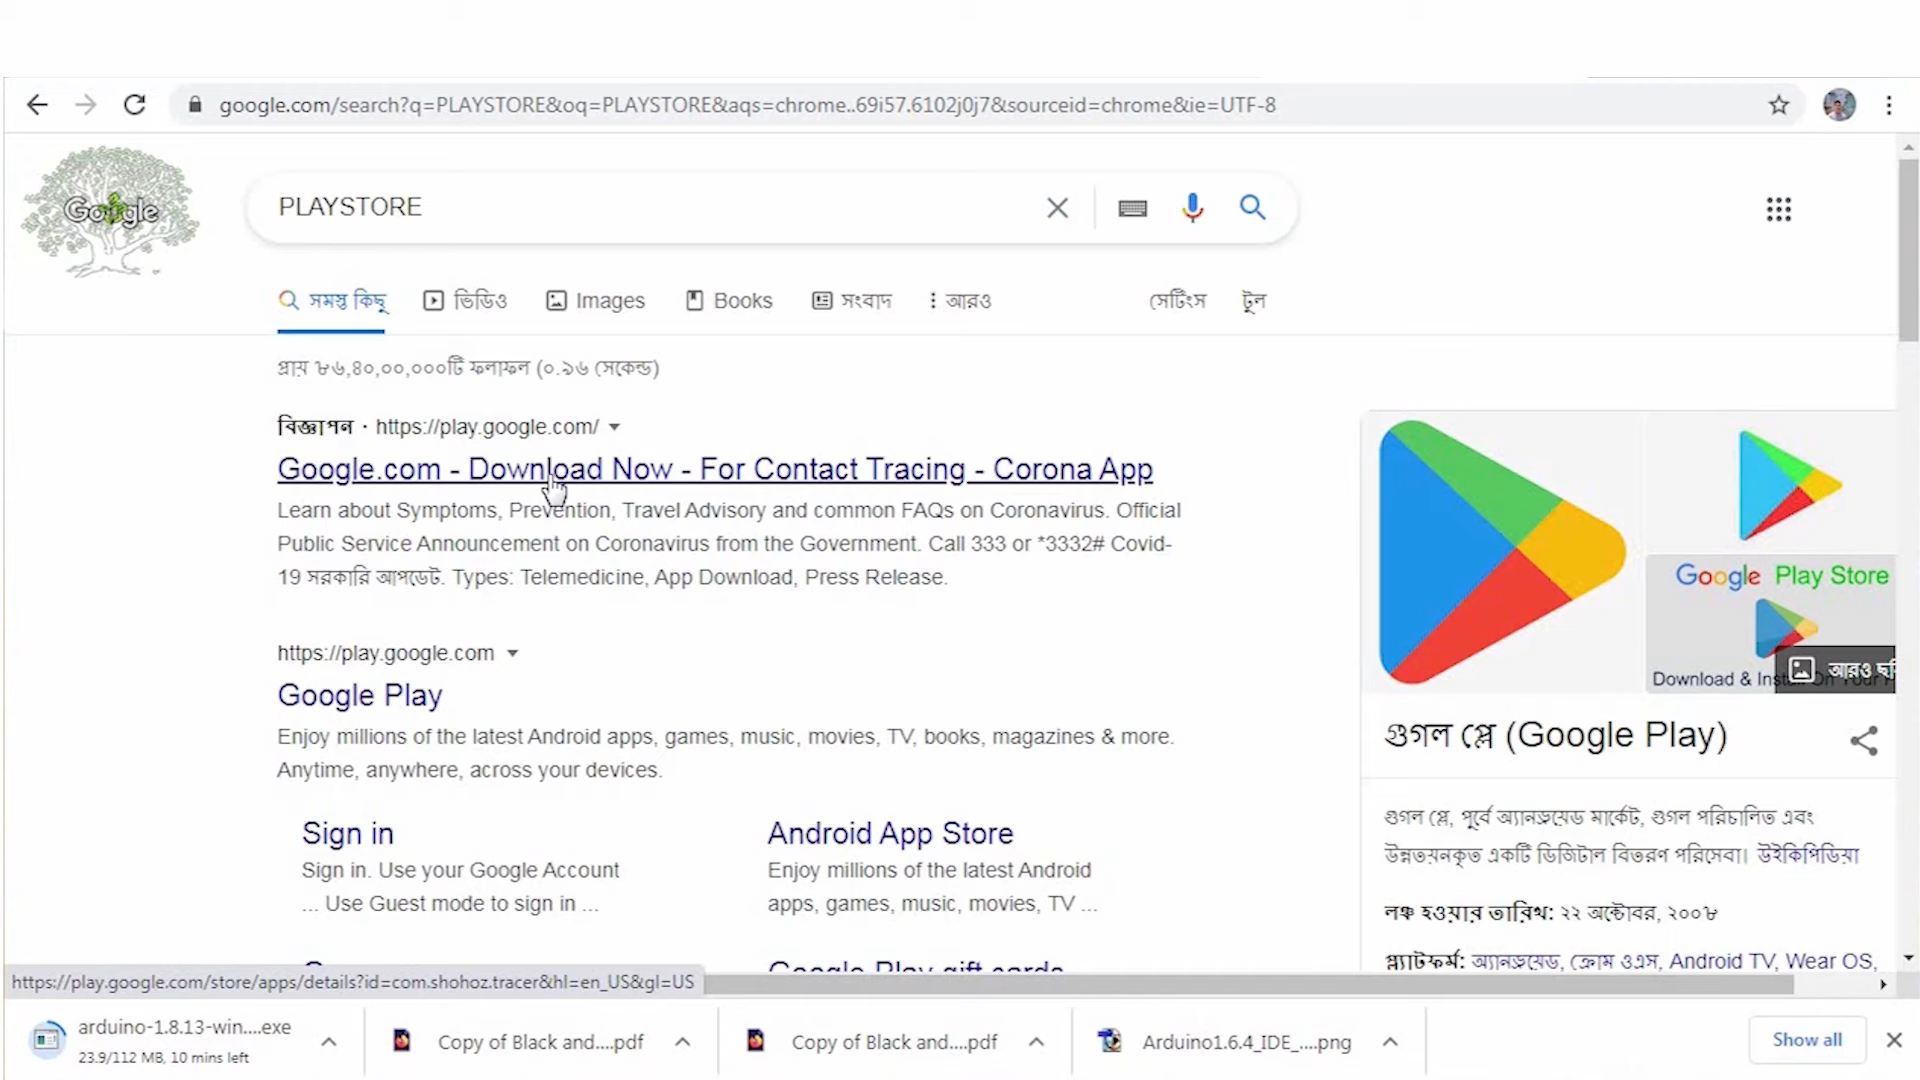 google.com/search?q=PLAYSTORE&oq=PLAYSTORE&aqs=chrome..69i57.6102j0j7&sourceid=chrome&ie=UTF-8
Google
PLAYSTORE
সমস্ত কিছু ভিডিও Images Books সংবাদ আরও সেটিংস টুল
প্রায় ৮৬,৪০,০০,০০০টি ফলাফল (০.৯৬ সেকেন্ড)
বিজ্ঞাপন · https://play.google.com/
Google.com - Download Now - For Contact Tracing - Corona App
Learn about Symptoms, Prevention, Travel Advisory and common FAQs on Coronavirus. Official
Public Service Announcement on Coronavirus from the Government. Call 333 or *3332# Covid-
19 সরকারি আপডেট. Types: Telemedicine, App Download, Press Release.
https://play.google.com
Google Play
Enjoy millions of the latest Android apps, games, music, movies, TV, books, magazines & more.
Anytime, anywhere, across your devices.
Sign in
Sign in. Use your Google Account
... Use Guest mode to sign in ...
Android App Store
Enjoy millions of the latest Android
apps, games, music, movies, TV ...
Google Play gift cards
Google Play Store
Download & Install On Your
আরও ছবি
গুগল প্লে (Google Play)
গুগল প্লে, পূর্বে অ্যানড্রয়েড মার্কেট, গুগল পরিচালিত এবং
উন্নতয়নকৃত একটি ডিজিটাল বিতরণ পরিসেবা। উইকিপিডিয়া
লঞ্চ হওয়ার তারিখ: ২২ অক্টোবর, ২০০৮
প্ল্যাটফর্ম: অ্যানড্রয়েড, ক্রোম ওএস, Android TV, Wear OS,
https://play.google.com/store/apps/details?id=com.shohoz.tracer&hl=en_US&gl=US
arduino-1.8.13-win....exe
23.9/112 MB, 10 mins left
Copy of Black and....pdf
Copy of Black and....pdf
Arduino1.6.4_IDE_....png
Show all